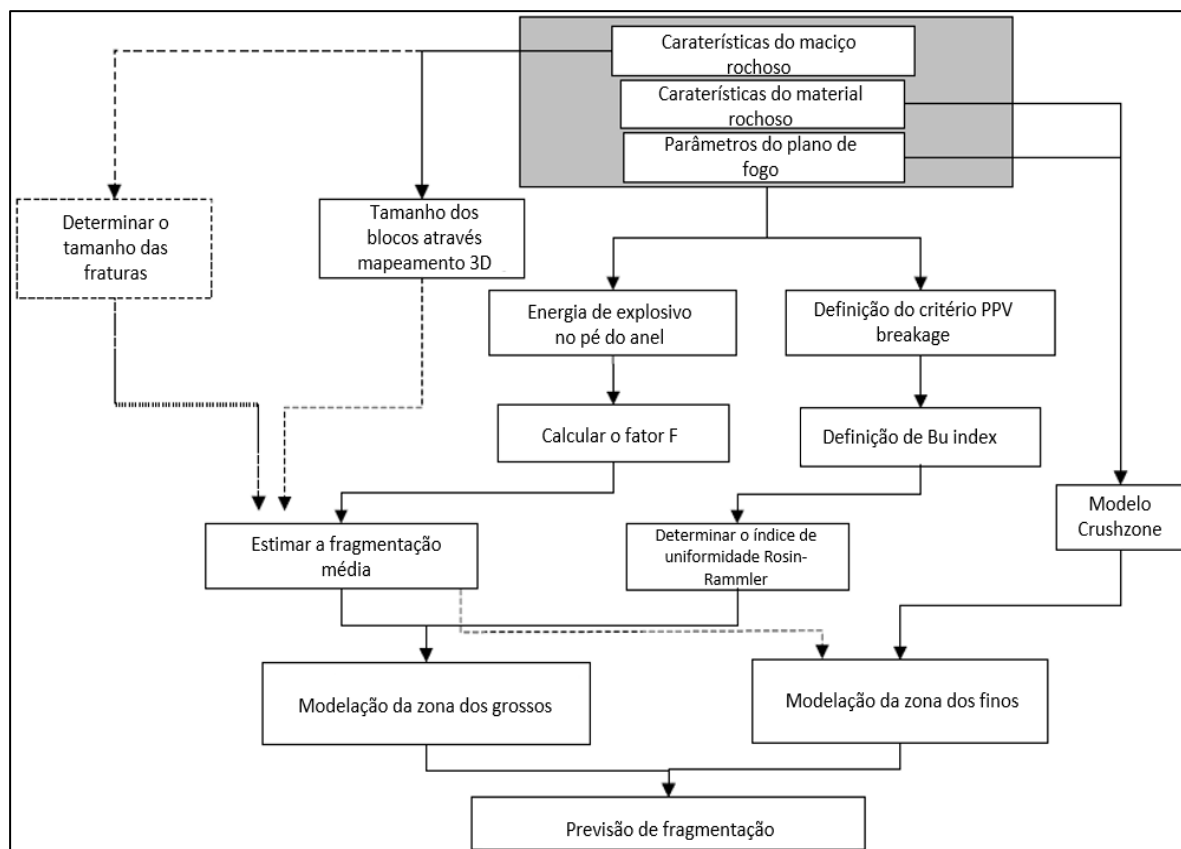 Caraterísticas do maciço
rochoso
Caraterísticas do material
rochoso
Parâmetros do plano de
fogo
Determinar o
tamanho das
fraturas
Tamanho dos
blocos através
mapeamento 3D
Energia de explosivo
no pé do anel
Definição do critério PPV
breakage
Calcular o fator F
Definição de Bu index
Modelo
Crushzone
Estimar a fragmentação
média
Determinar o índice de
uniformidade Rosin-
Rammler
Modelação da zona dos grossos
Modelação da zona dos finos
Previsão de fragmentação